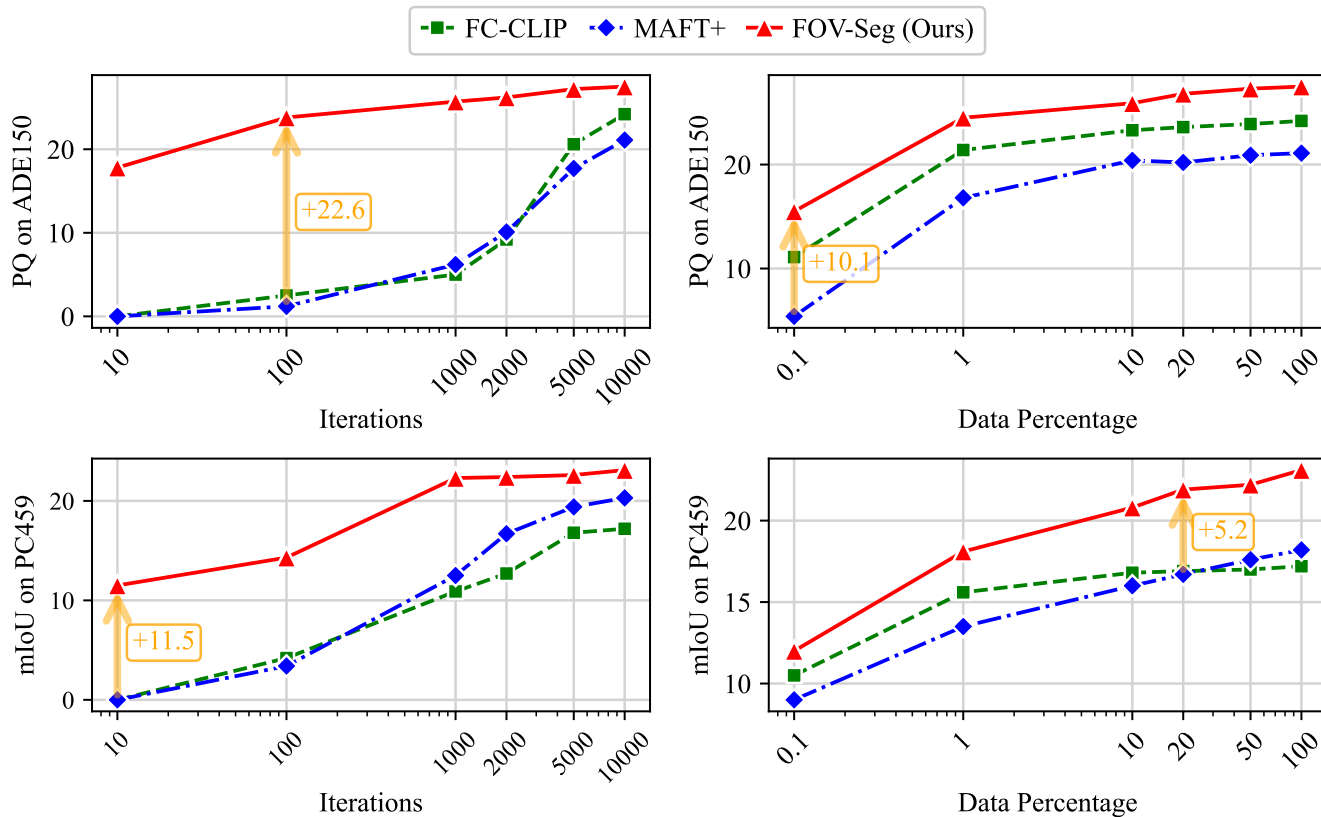 FC-CLIP MAFT+ FOV-Seg (Ours)
PQ on ADE150
20
10
0
+22.6
10 100 1000 2000 5000 10000
Iterations
PQ on ADE150
20
10
+10.1
0.1 1 10 20 50 100
Data Percentage
mIoU on PC459
20
10
0
+11.5
10 100 1000 2000 5000 10000
Iterations
mIoU on PC459
20
15
10
+5.2
0.1 1 10 20 50 100
Data Percentage